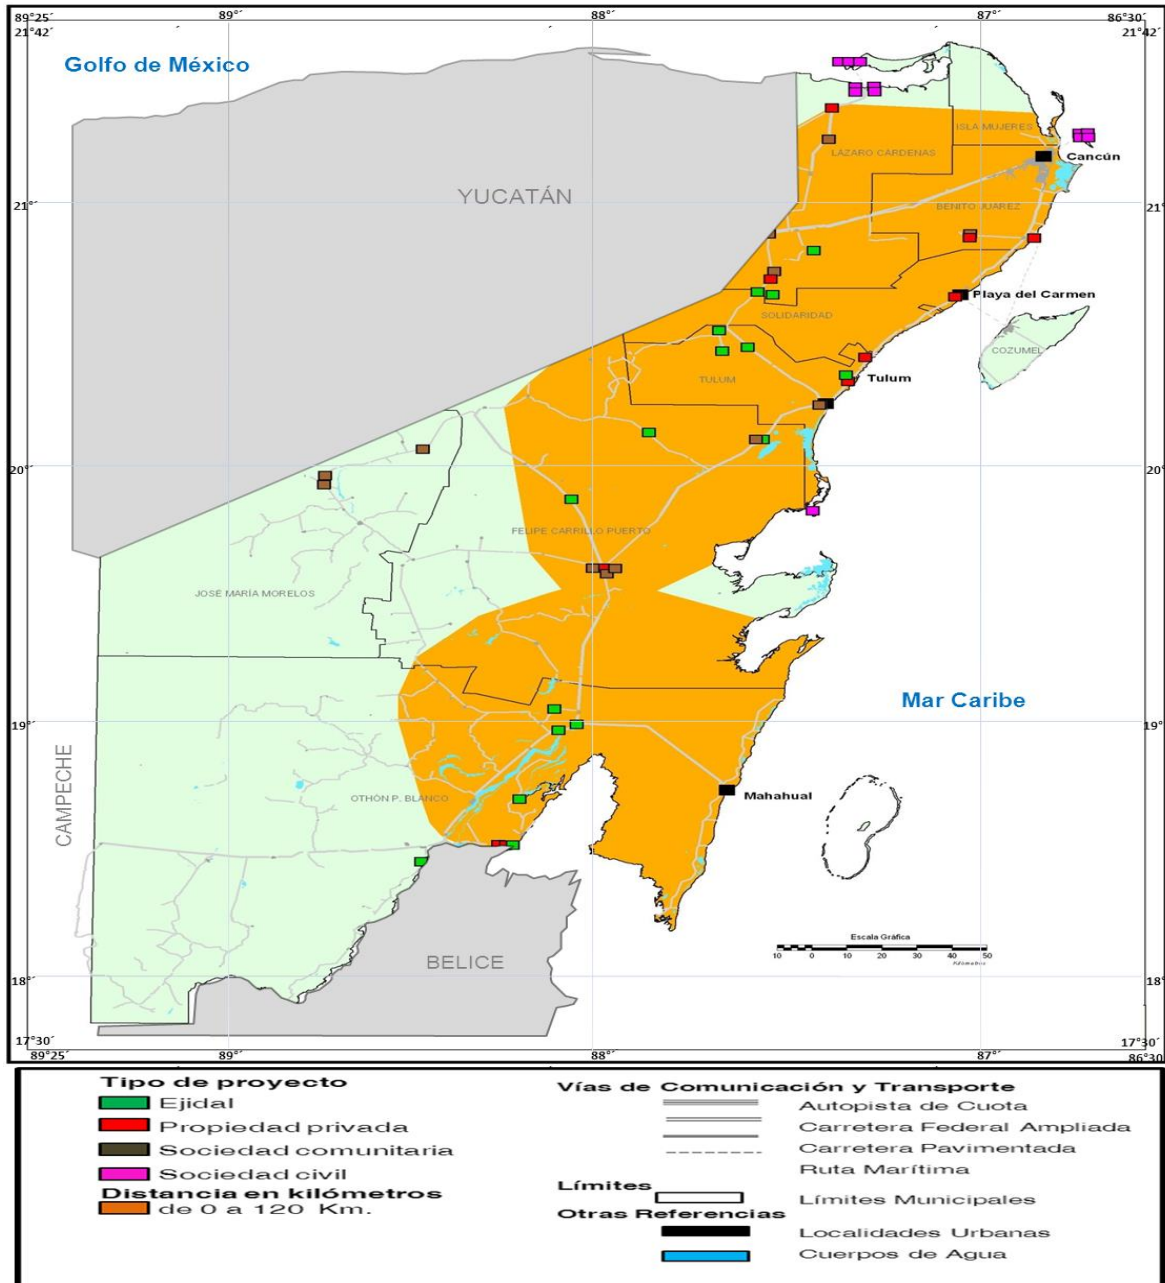 89°25´ 89°´ 88°´ 87°´ 86°30´
21°42´ 21°42´
Golfo de México
ISLA MUJERES
LÁZARO CÁRDENAS
Cancún
YUCATÁN
21°´ 21°´
BENITO JUÁREZ
Playa del Carmen
SOLIDARIDAD
COZUMEL
TULUM
Tulum
20°´ 20°´
FELIPE CARRILLO PUERTO
JOSÉ MARÍA MORELOS
Mar Caribe
19°´ 19°´
CAMPECHE
OTHÓN P. BLANCO
Mahahual
Escala Gráfica
10 0 10 20 30 40 50
Kilómetros
BELICE
18°´ 18°´
17°30´ 17°30´
89°25´ 89°´ 88°´ 87°´ 86°30´
Tipo de proyecto
Ejidal
Propiedad privada
Sociedad comunitaria
Sociedad civil
Distancia en kilómetros
de 0 a 120 Km.
Vías de Comunicación y Transporte
Autopista de Cuota
Carretera Federal Ampliada
Carretera Pavimentada
Ruta Marítima
Límites
Límites Municipales
Otras Referencias
Localidades Urbanas
Cuerpos de Agua